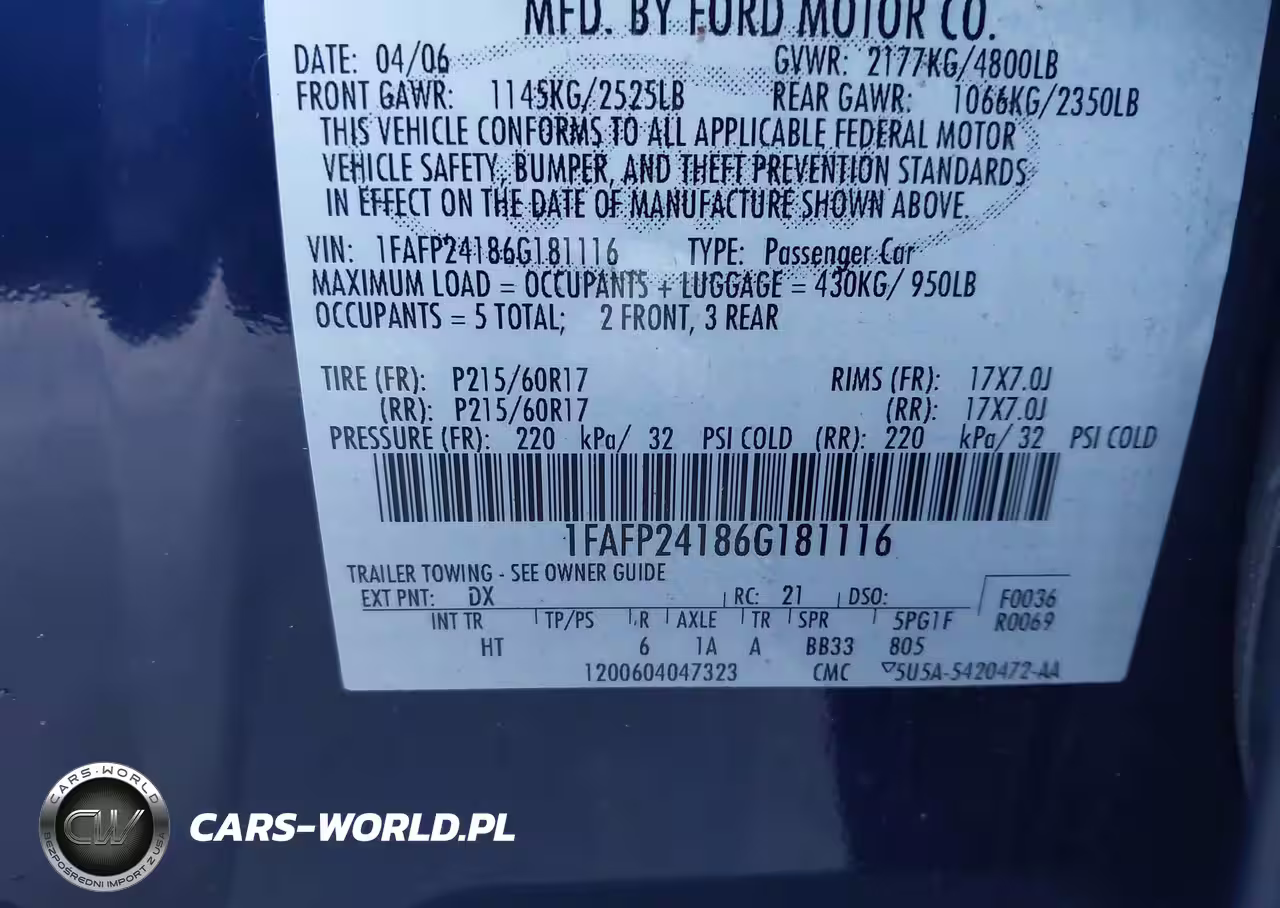 MFD. BY FORD MOTOR CO.
DATE: 04/06 GVWR: 2177KG/4800LB
FRONT GAWR: 1145KG/2525LB REAR GAWR: 1066KG/2350LB
THIS VEHICLE CONFORMS TO ALL APPLICABLE FEDERAL MOTOR
VEHICLE SAFETY, BUMPER, AND THEFT PREVENTION STANDARDS
IN EFFECT ON THE DATE OF MANUFACTURE SHOWN ABOVE.
VIN: 1FAFP24186G181116 TYPE: Passenger Car
MAXIMUM LOAD = OCCUPANTS + LUGGAGE = 430KG/ 950LB
OCCUPANTS = 5 TOTAL; 2 FRONT, 3 REAR
TIRE (FR): P215/60R17 RIMS (FR): 17X7.0J
(RR): P215/60R17 (RR): 17X7.0J
PRESSURE (FR): 220 kPa/ 32 PSI COLD (RR): 220 kPa/ 32 PSI COLD
1FAFP24186G181116
TRAILER TOWING - SEE OWNER GUIDE
EXT PNT: DX RC: 21 DSO: F0036
INT TR TP/PS R AXLE TR SPR 5PG1F R0069
HT 6 1A A BB33 805
1200604047323 CMC ▽5U5A-5420472-AA
CARS-WORLD
CW
BEZPOŚREDNI IMPORT Z USA
CARS-WORLD.PL